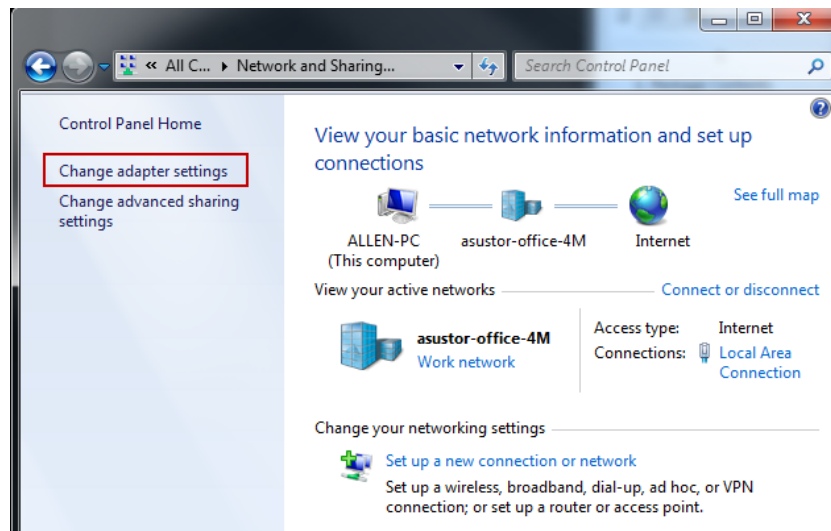 « All C... ▸ Network and Sharing...
Search Control Panel
Control Panel Home
Change adapter settings
Change advanced sharing
settings
View your basic network information and set up
connections
See full map
ALLEN-PC
(This computer)
asustor-office-4M
Internet
View your active networks
Connect or disconnect
asustor-office-4M
Work network
Access type: Internet
Connections: Local Area
Connection
Change your networking settings
Set up a new connection or network
Set up a wireless, broadband, dial-up, ad hoc, or VPN
connection; or set up a router or access point.